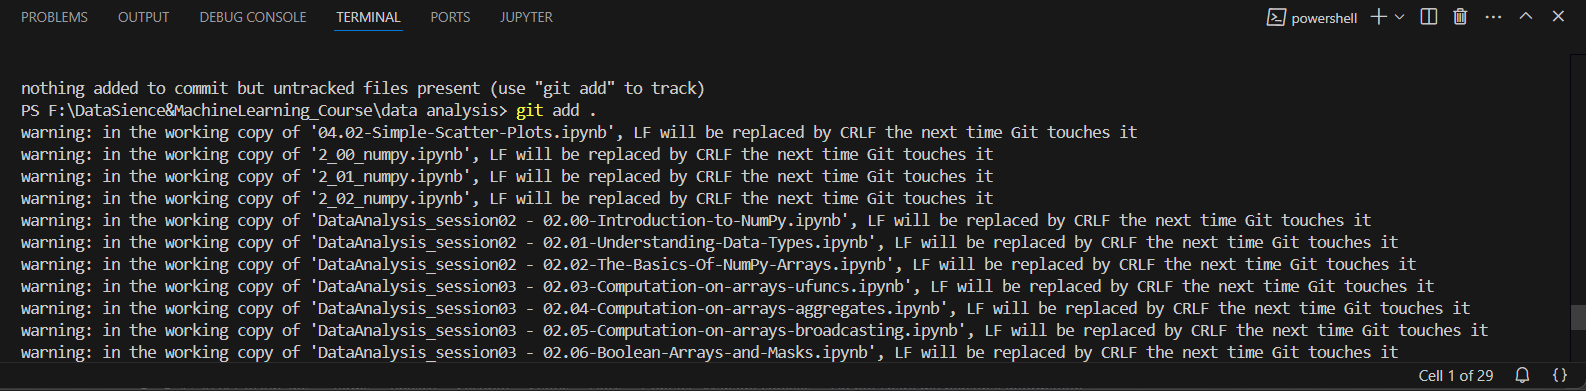 PROBLEMS OUTPUT DEBUG CONSOLE TERMINAL PORTS JUPYTER powershell
nothing added to commit but untracked files present (use "git add" to track)
PS F:\DataSience&MachineLearning_Course\data analysis> git add .
warning: in the working copy of '04.02-Simple-Scatter-Plots.ipynb', LF will be replaced by CRLF the next time Git touches it
warning: in the working copy of '2_00_numpy.ipynb', LF will be replaced by CRLF the next time Git touches it
warning: in the working copy of '2_01_numpy.ipynb', LF will be replaced by CRLF the next time Git touches it
warning: in the working copy of '2_02_numpy.ipynb', LF will be replaced by CRLF the next time Git touches it
warning: in the working copy of 'DataAnalysis_session02 - 02.00-Introduction-to-NumPy.ipynb', LF will be replaced by CRLF the next time Git touches it
warning: in the working copy of 'DataAnalysis_session02 - 02.01-Understanding-Data-Types.ipynb', LF will be replaced by CRLF the next time Git touches it
warning: in the working copy of 'DataAnalysis_session02 - 02.02-The-Basics-Of-NumPy-Arrays.ipynb', LF will be replaced by CRLF the next time Git touches it
warning: in the working copy of 'DataAnalysis_session03 - 02.03-Computation-on-arrays-ufuncs.ipynb', LF will be replaced by CRLF the next time Git touches it
warning: in the working copy of 'DataAnalysis_session03 - 02.04-Computation-on-arrays-aggregates.ipynb', LF will be replaced by CRLF the next time Git touches it
warning: in the working copy of 'DataAnalysis_session03 - 02.05-Computation-on-arrays-broadcasting.ipynb', LF will be replaced by CRLF the next time Git touches it
warning: in the working copy of 'DataAnalysis_session03 - 02.06-Boolean-Arrays-and-Masks.ipynb', LF will be replaced by CRLF the next time Git touches it
Cell 1 of 29 {}